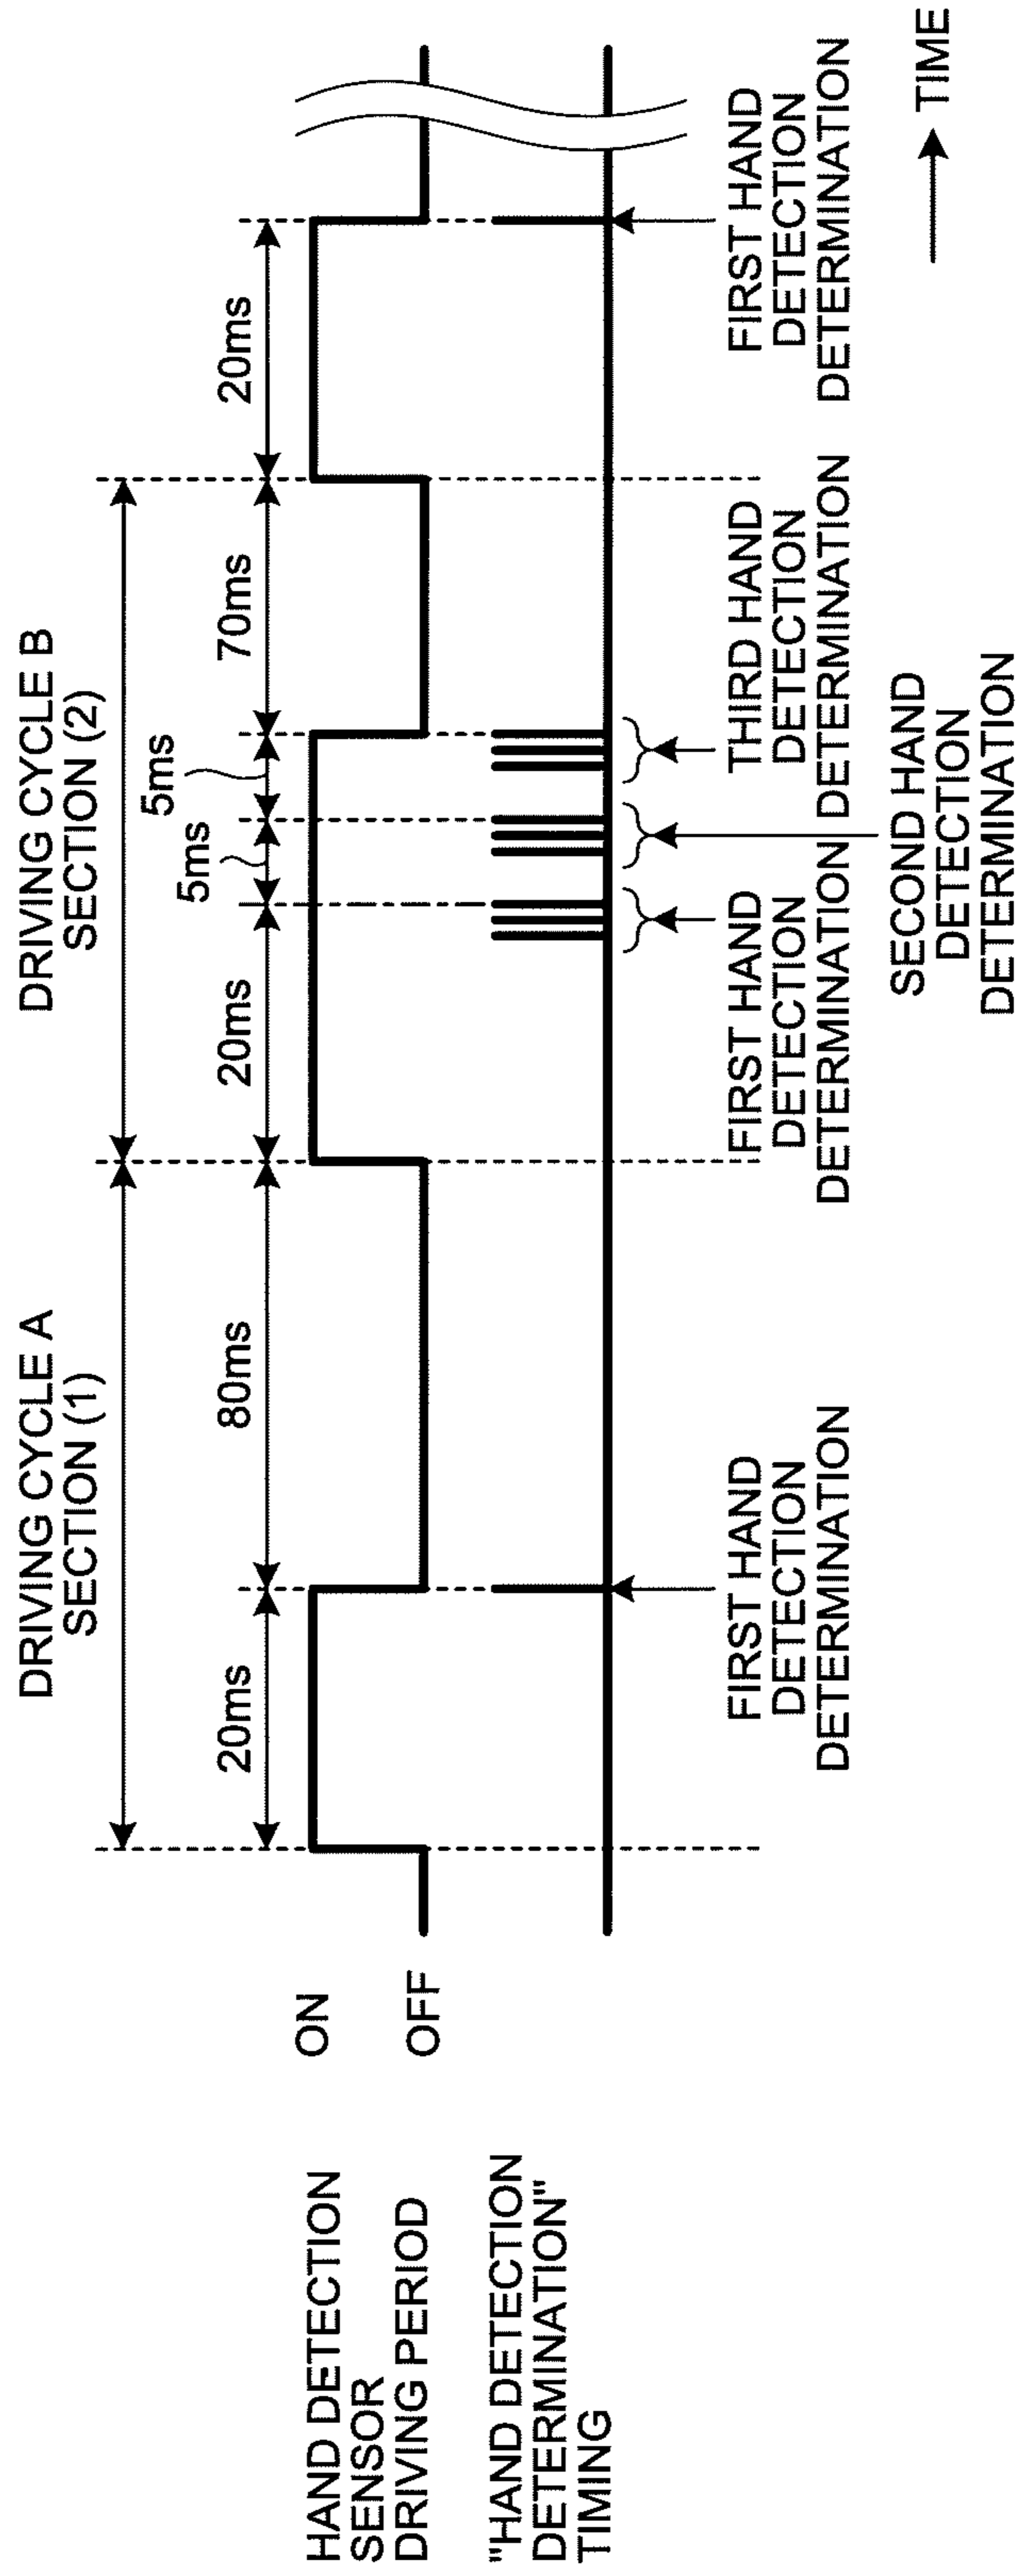 DRIVING CYCLE A
SECTION (1)
DRIVING CYCLE B
SECTION (2)
20ms
80ms
20ms
5ms
5ms
70ms
20ms
HAND DETECTION
SENSOR
DRIVING PERIOD
ON
OFF
"HAND DETECTION
DETERMINATION"
TIMING
FIRST HAND
DETECTION
DETERMINATION
FIRST HAND
DETECTION
DETERMINATION
SECOND HAND
DETECTION
DETERMINATION
THIRD HAND
DETECTION
DETERMINATION
FIRST HAND
DETECTION
DETERMINATION
TIME